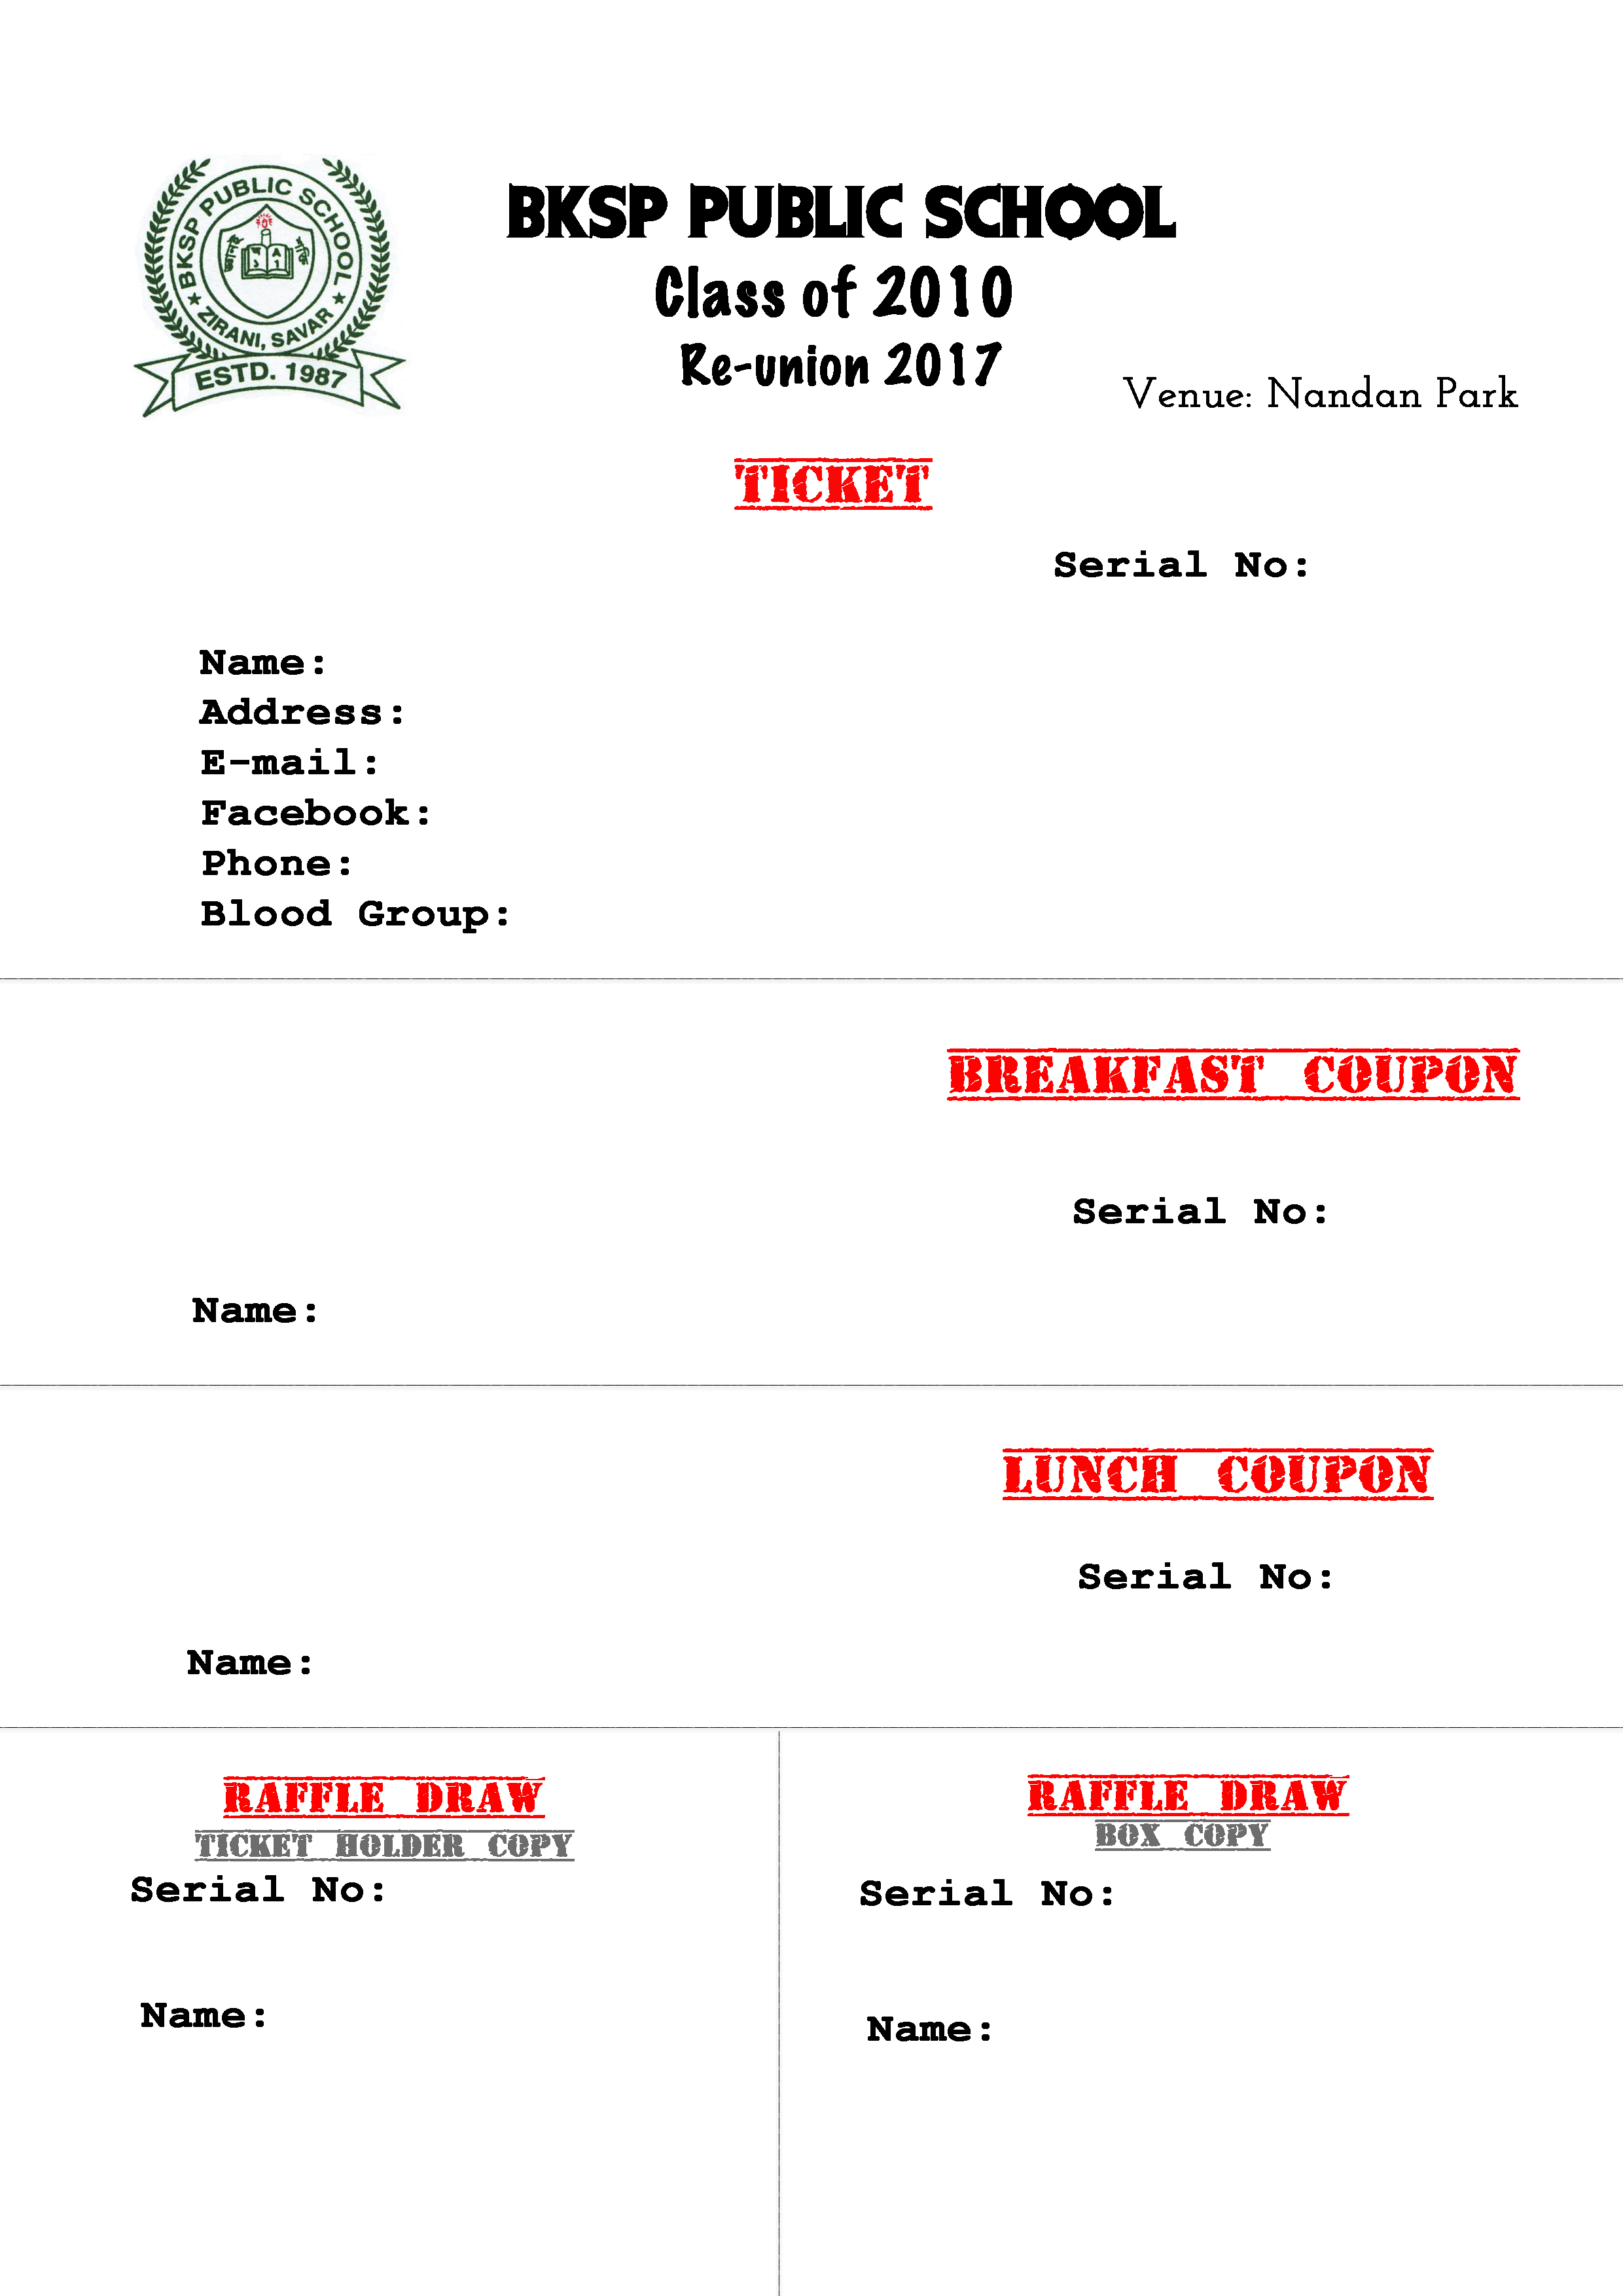 BKSP PUBLIC SCHOOL
★ ZIRANI, SAVAR ★
ESTD. 1987
BKSP PUBLIC SCHOOL
Class of 2010
Re-union 2017
Venue: Nandan Park
TICKET
Serial No:
Name:
Address:
E-mail:
Facebook:
Phone:
Blood Group:
BREAKFAST COUPON
Serial No:
Name:
LUNCH COUPON
Serial No:
Name:
RAFFLE DRAW
TICKET HOLDER COPY
Serial No:
Name:
RAFFLE DRAW
BOX COPY
Serial No:
Name: